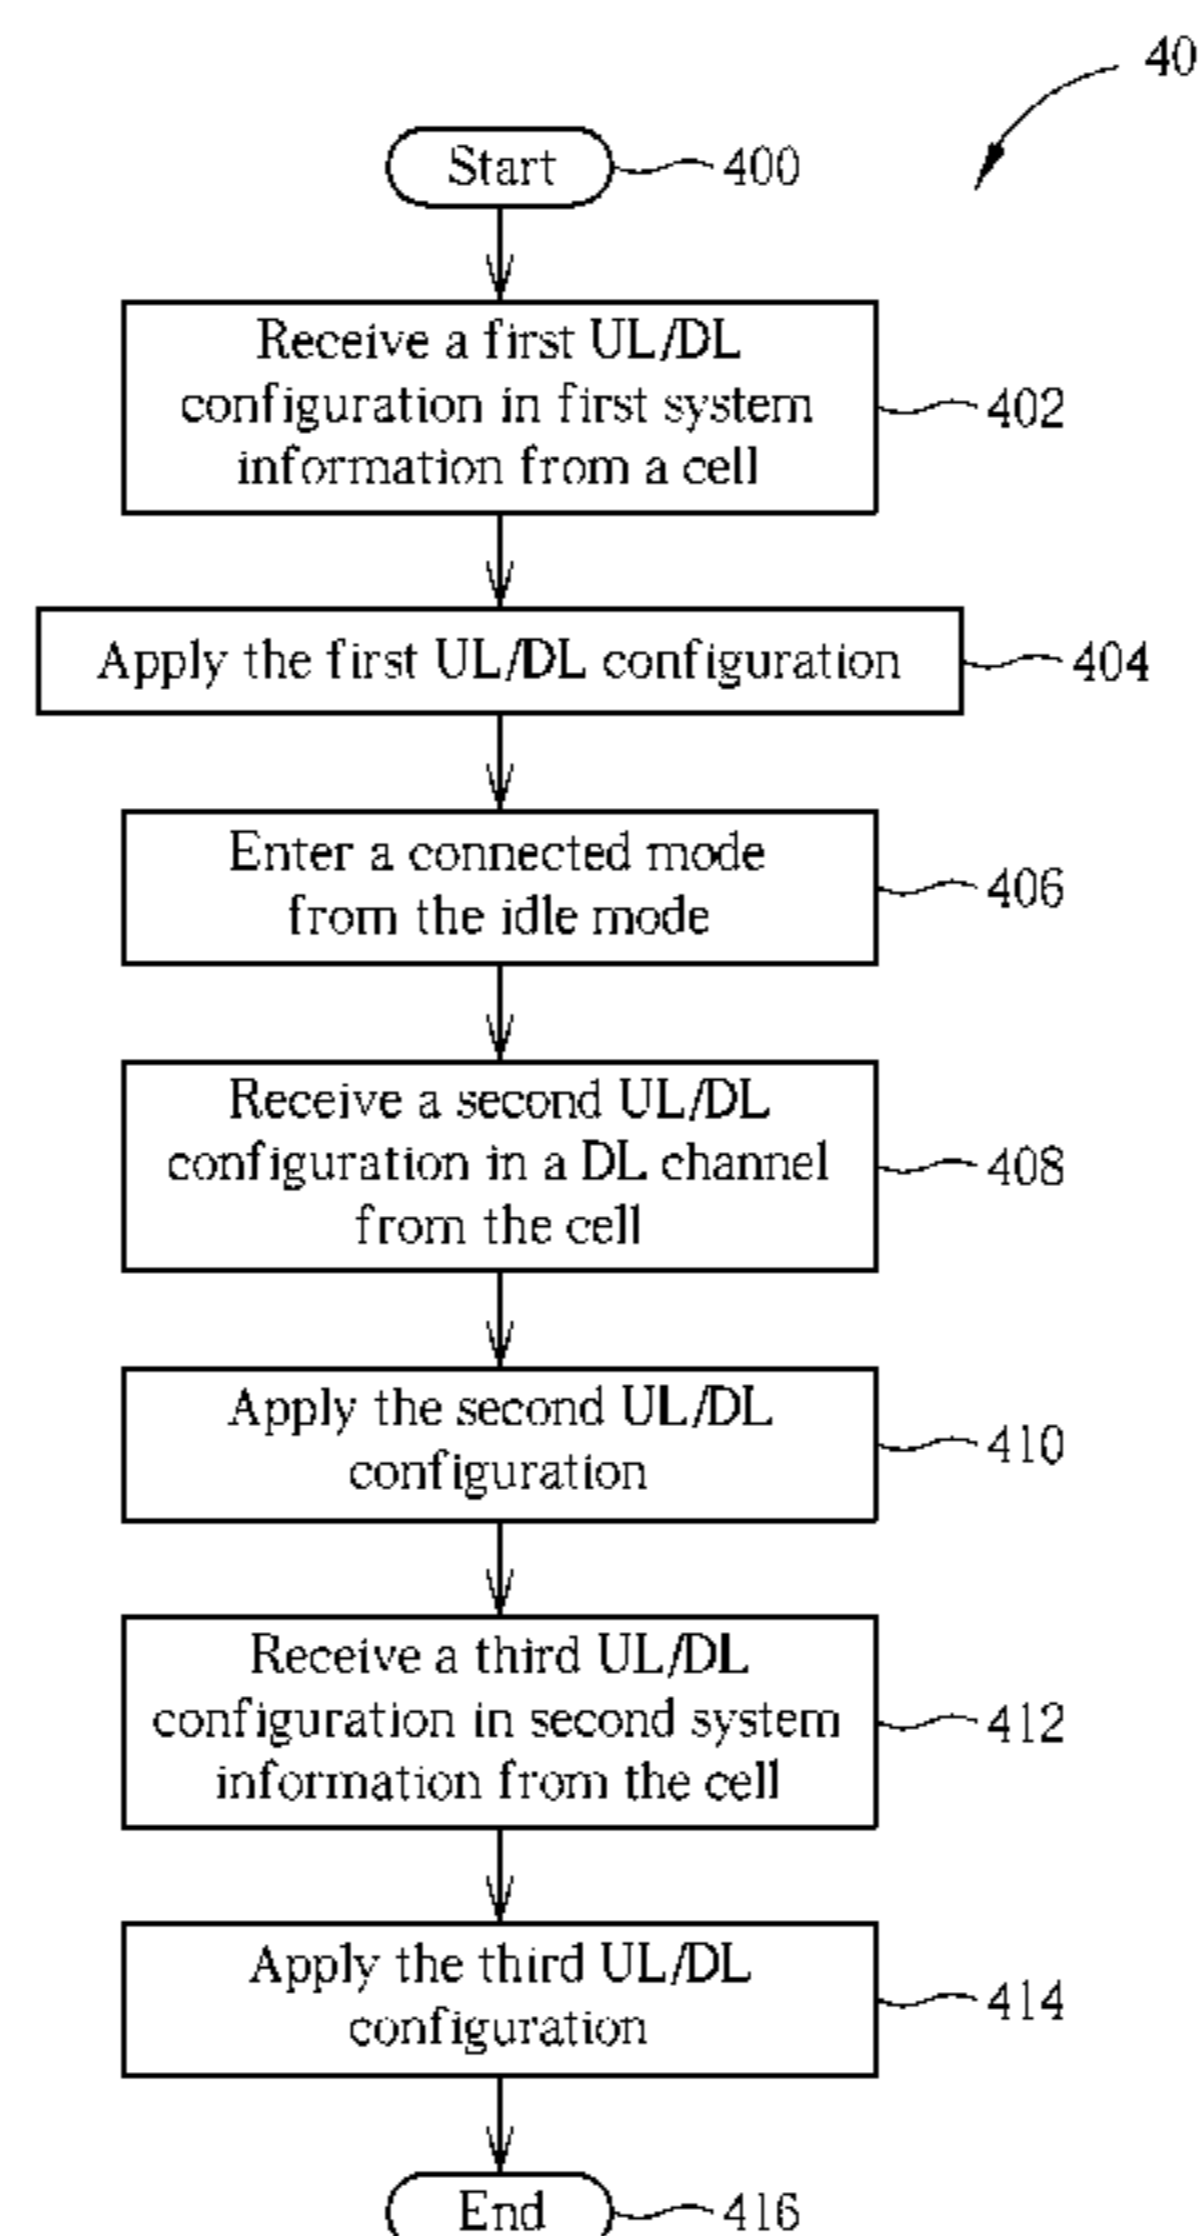 40
Start
400
Receive a first UL/DL
configuration in first system
information from a cell
402
Apply the first UL/DL configuration
404
Enter a connected mode
from the idle mode
406
Receive a second UL/DL
configuration in a DL channel
from the cell
408
Apply the second UL/DL
configuration
410
Receive a third UL/DL
configuration in second system
information from the cell
412
Apply the third UL/DL
configuration
414
End
416